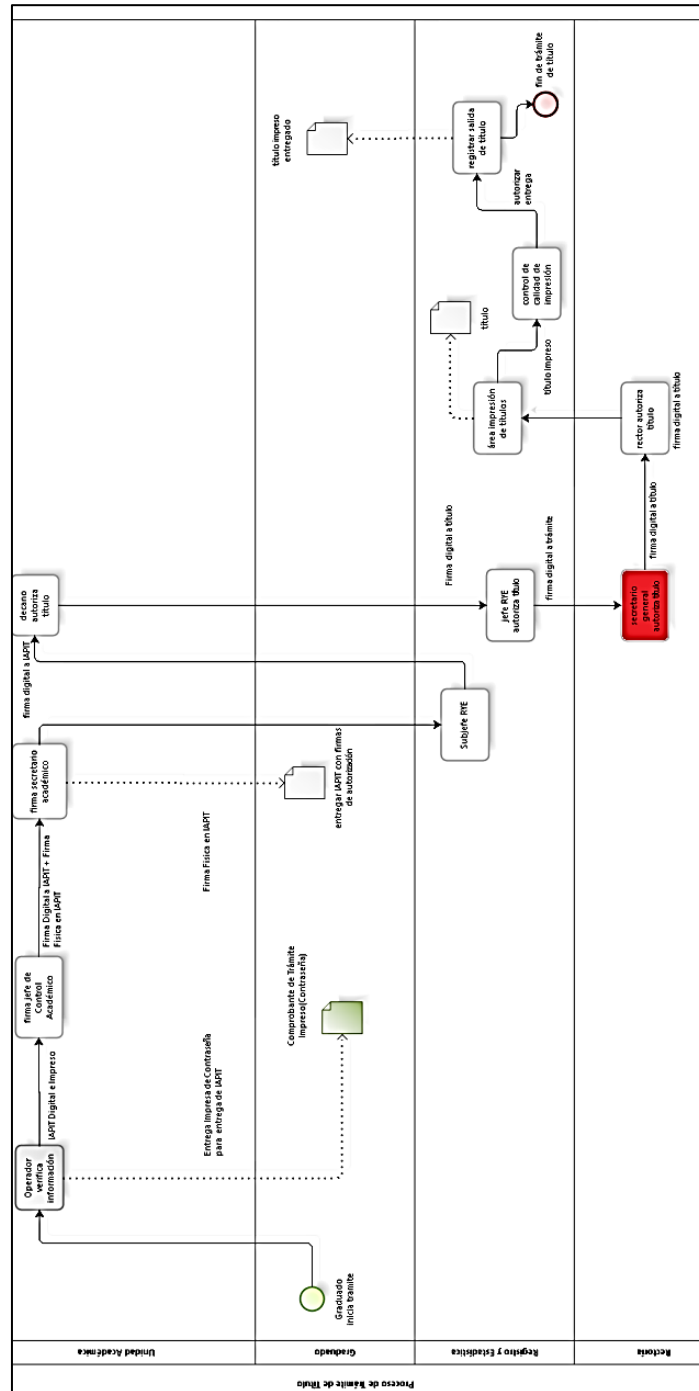 Proceso de Trámite de Título
Unidad Académica
Operador
verifica
información
IAPIT Digital e Impreso
firma jefe de
Control
Académico
Firma Digital a IAPIT + Firma
Física en IAPIT
firma secretario
académico
firma digital a IAPIT
decano
autoriza
título
Entrega Impresa de Contraseña
para entrega de IAPIT
Firma Física en IAPIT
Graduado
Graduado
inicia tramite
Comprobante de Trámite
Impreso(Contraseña)
entregar IAPIT con firmas
de autorización
título impreso
entregado
Registro y Estadística
Subjefe RYE
Firma digital a título
jefe RYE
autoriza título
firma digital a trámite
área impresión
de títulos
título
título impreso
control de
calidad de
impresión
autorizar
entrega
registrar salida
de título
fin de trámite
de título
Rectoría
secretario
general
autoriza título
firma digital a título
rector autoriza
título
firma digital a título